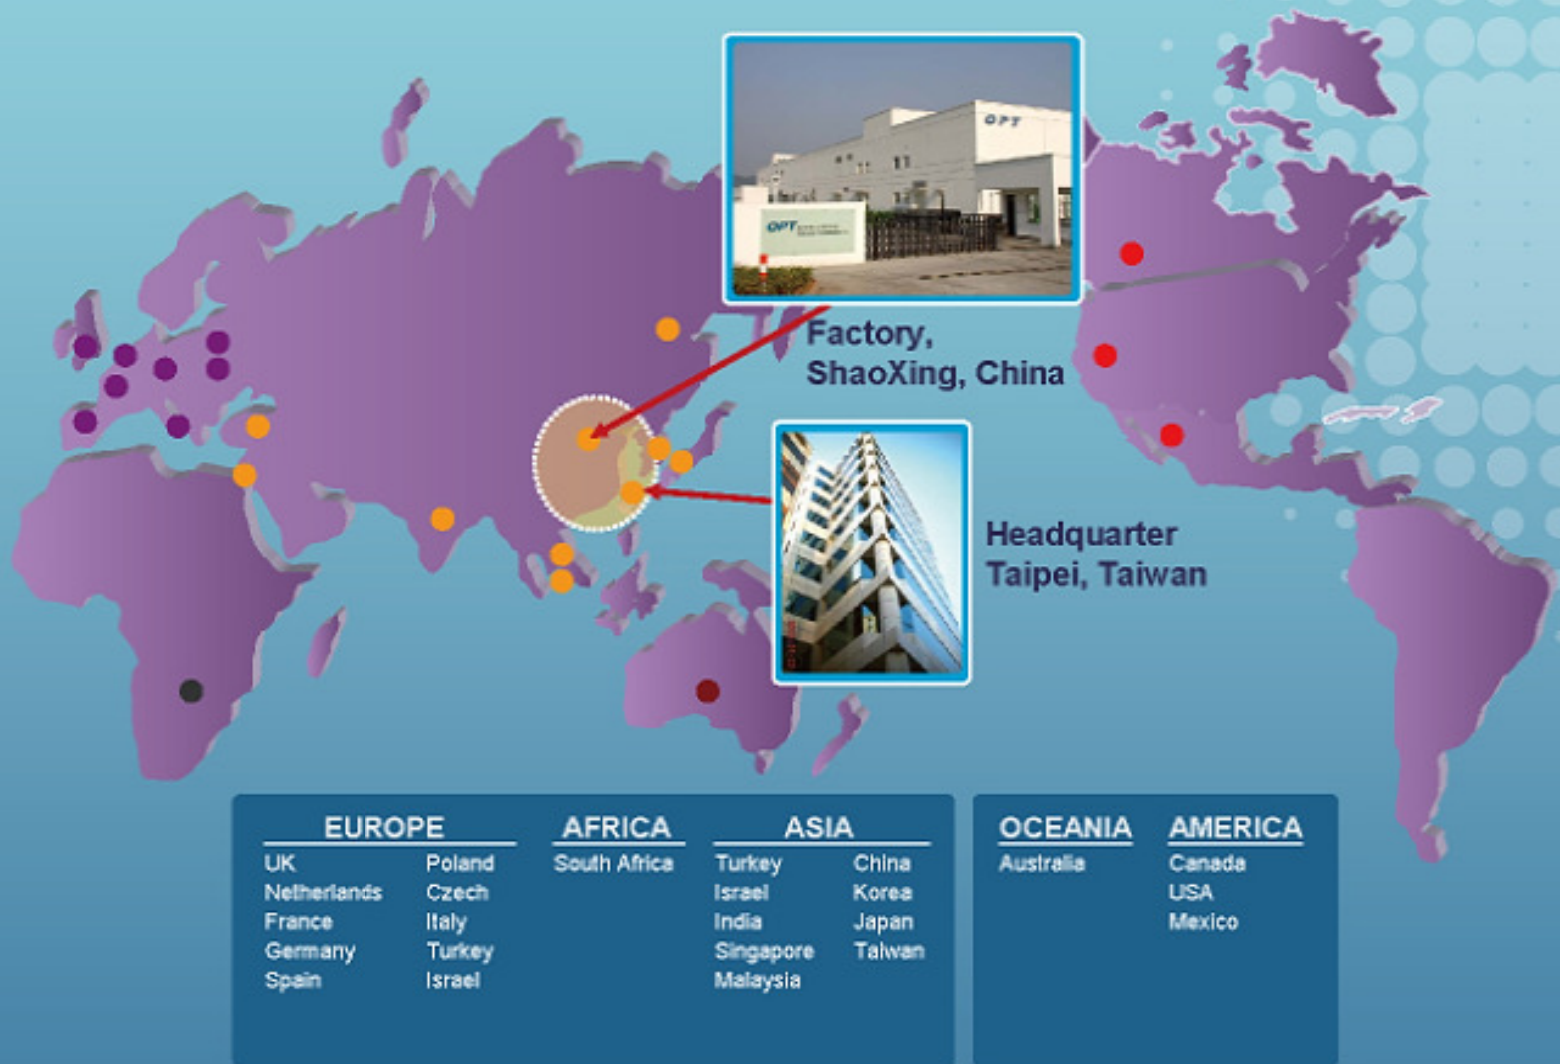 OPT
OPT
Factory,
ShaoXing, China
Headquarter
Taipei, Taiwan
EUROPE
UK
Netherlands
France
Germany
Spain
Poland
Czech
Italy
Turkey
Israel
AFRICA
South Africa
ASIA
Turkey
Israel
India
Singapore
Malaysia
China
Korea
Japan
Taiwan
OCEANIA
Australia
AMERICA
Canada
USA
Mexico